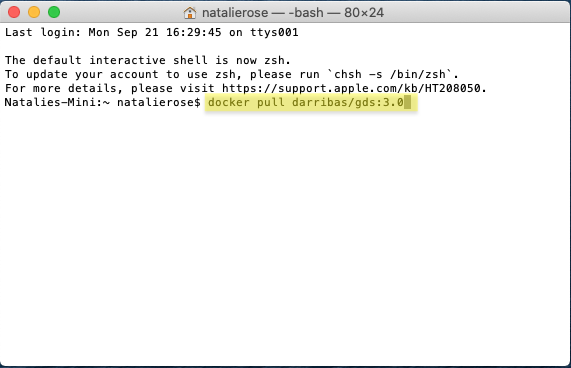 natalierose — -bash — 80×24
Last login: Mon Sep 21 16:29:45 on ttys001
The default interactive shell is now zsh.
To update your account to use zsh, please run `chsh -s /bin/zsh`.
For more details, please visit https://support.apple.com/kb/HT208050.
Natalies-Mini:~ natalierose$ docker pull darribas/gds:3.0